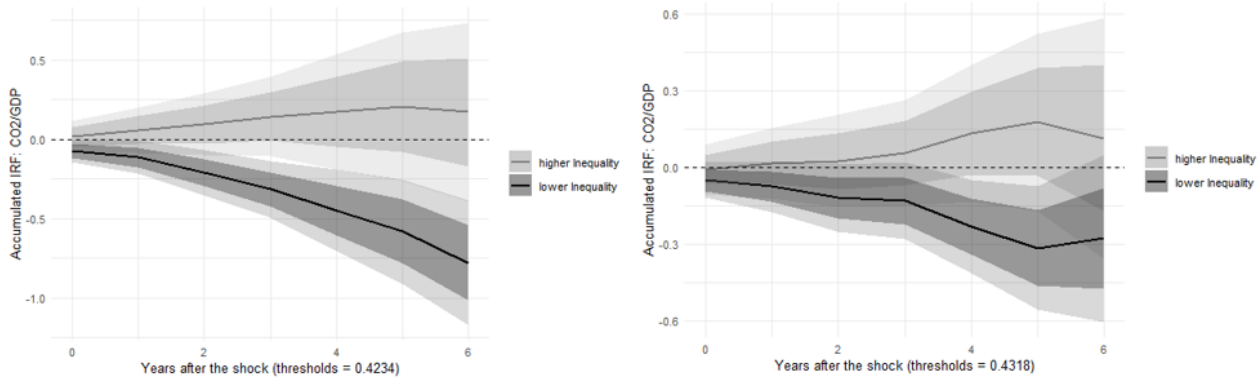 Accumulated IRF: CO2/GDP
0.5
0.0
-0.5
-1.0
0 2 4 6
Years after the shock (thresholds = 0.4234)
higher Inequality
lower Inequality
Accumulated IRF: CO2/GDP
0.6
0.3
0.0
-0.3
-0.6
0 2 4 6
Years after the shock (thresholds = 0.4318)
higher Inequality
lower Inequality